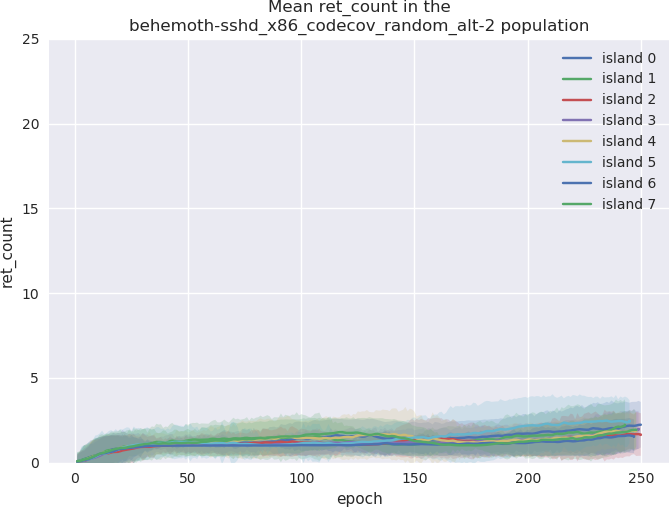 Mean ret_count in the
behemoth-sshd_x86_codecov_random_alt-2 population
25
20
15
10
5
0
ret_count
island 0
island 1
island 2
island 3
island 4
island 5
island 6
island 7
0
50
100
150
200
250
epoch